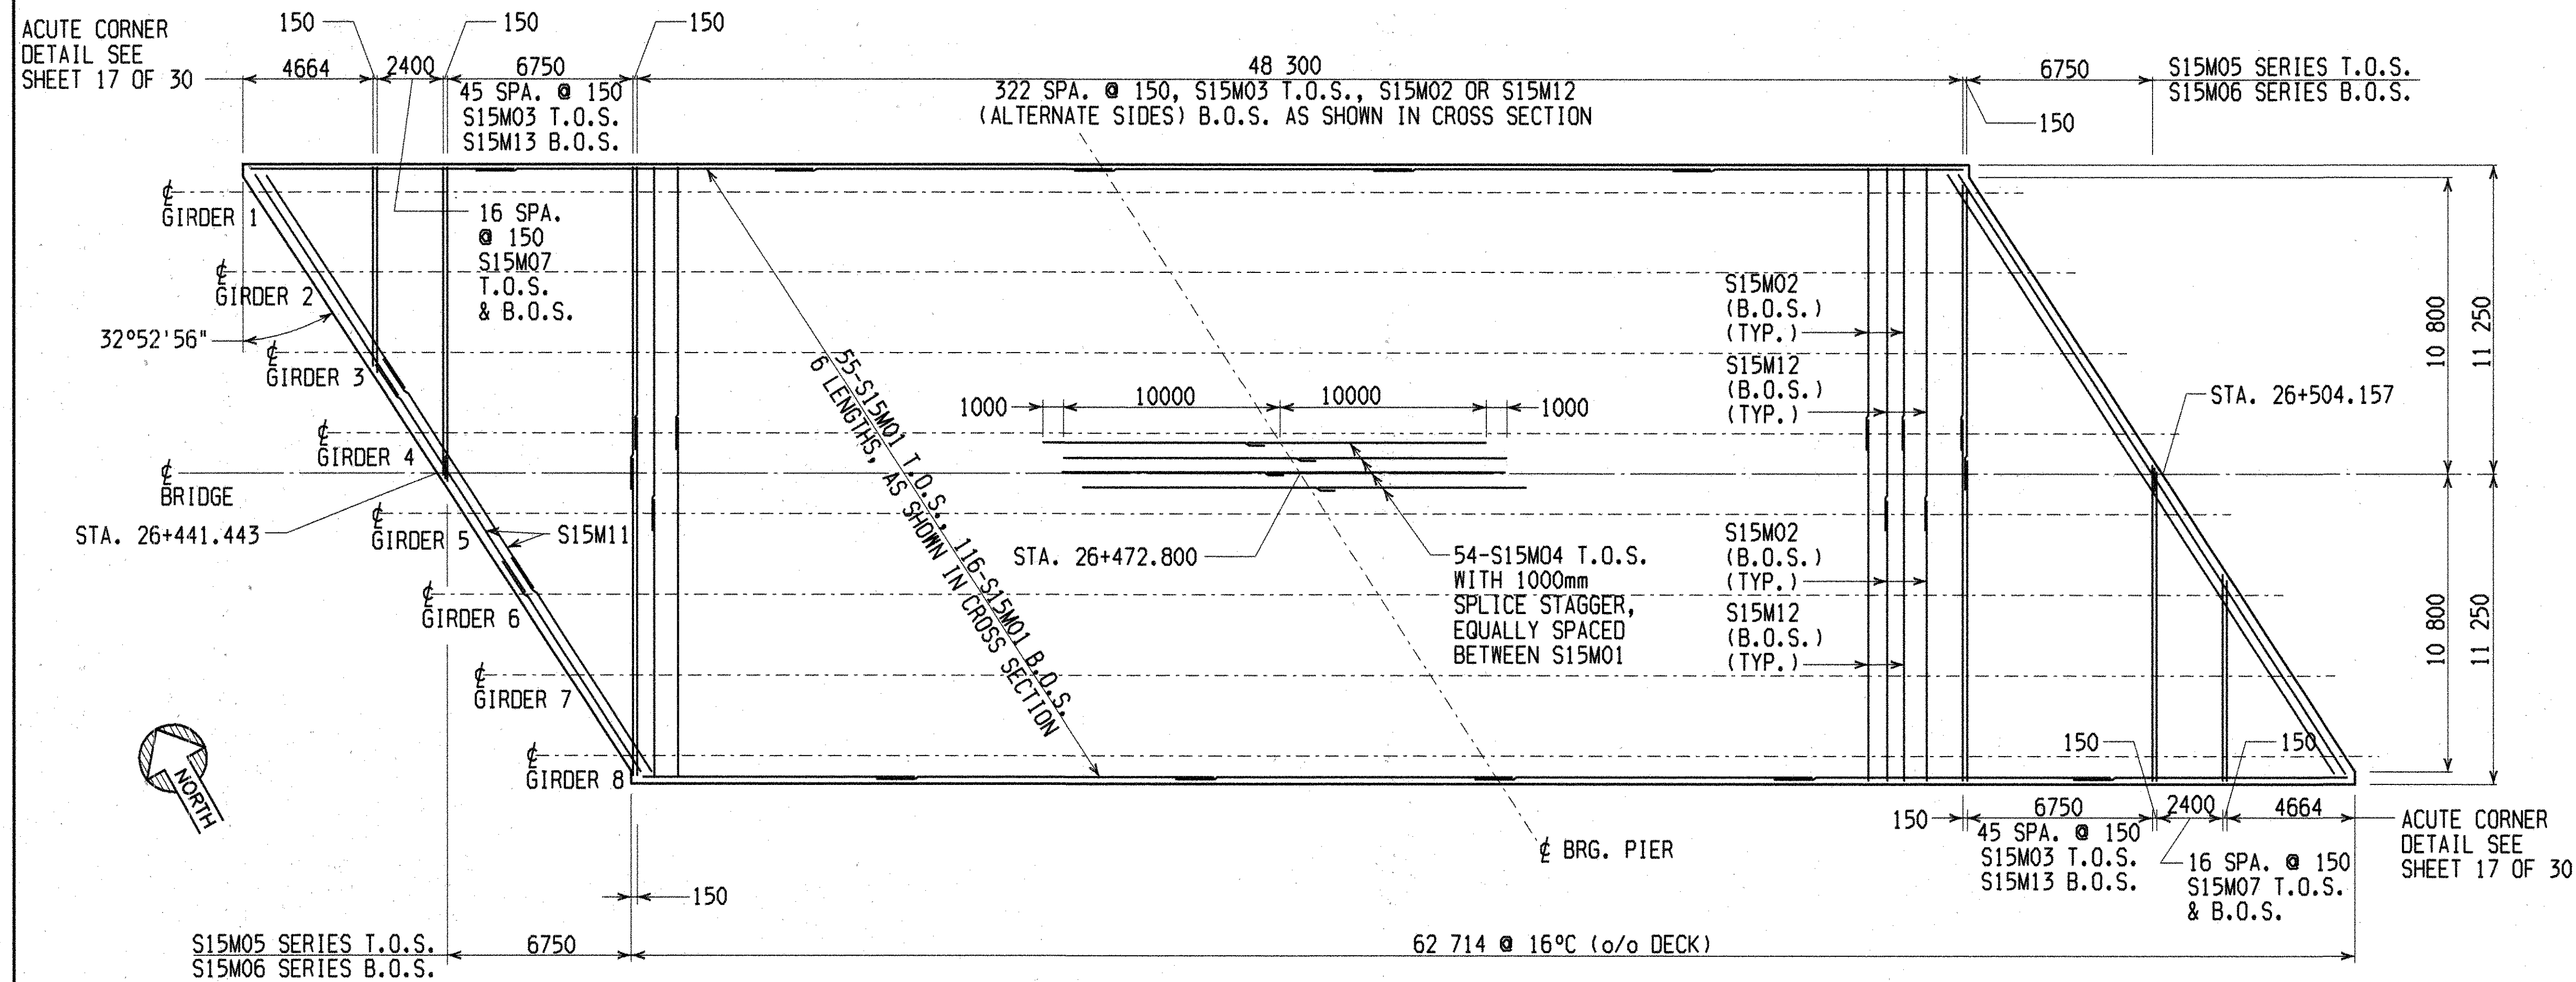 ACUTE CORNER
DETAIL SEE
SHEET 17 OF 30
150
150
150
4664
2400
6750
48 300
6750
S15M05 SERIES T.O.S.
S15M06 SERIES B.O.S.
45 SPA. @ 150
S15M03 T.O.S.
S15M13 B.O.S.
322 SPA. @ 150, S15M03 T.O.S., S15M02 OR S15M12
(ALTERNATE SIDES) B.O.S. AS SHOWN IN CROSS SECTION
150
℄
GIRDER 1
16 SPA.
@ 150
S15M07
T.O.S.
& B.O.S.
℄
GIRDER 2
32°52'56"
℄
GIRDER 3
℄
GIRDER 4
℄
BRIDGE
STA. 26+441.443
℄
GIRDER 5
S15M11
℄
GIRDER 6
℄
GIRDER 7
℄
GIRDER 8
55-S15M01 T.O.S., 116-S15M01 B.O.S.
6 LENGTHS, AS SHOWN IN CROSS SECTION
1000
10000
10000
1000
STA. 26+472.800
54-S15M04 T.O.S.
WITH 1000mm
SPLICE STAGGER,
EQUALLY SPACED
BETWEEN S15M01
S15M02
(B.O.S.)
(TYP.)
S15M12
(B.O.S.)
(TYP.)
S15M02
(B.O.S.)
(TYP.)
S15M12
(B.O.S.)
(TYP.)
STA. 26+504.157
10 800
11 250
10 800
11 250
NORTH
℄ BRG. PIER
150
150
150
6750
2400
4664
45 SPA. @ 150
S15M03 T.O.S.
S15M13 B.O.S.
16 SPA. @ 150
S15M07 T.O.S.
& B.O.S.
ACUTE CORNER
DETAIL SEE
SHEET 17 OF 30
150
S15M05 SERIES T.O.S.
S15M06 SERIES B.O.S.
6750
62 714 @ 16°C (o/o DECK)